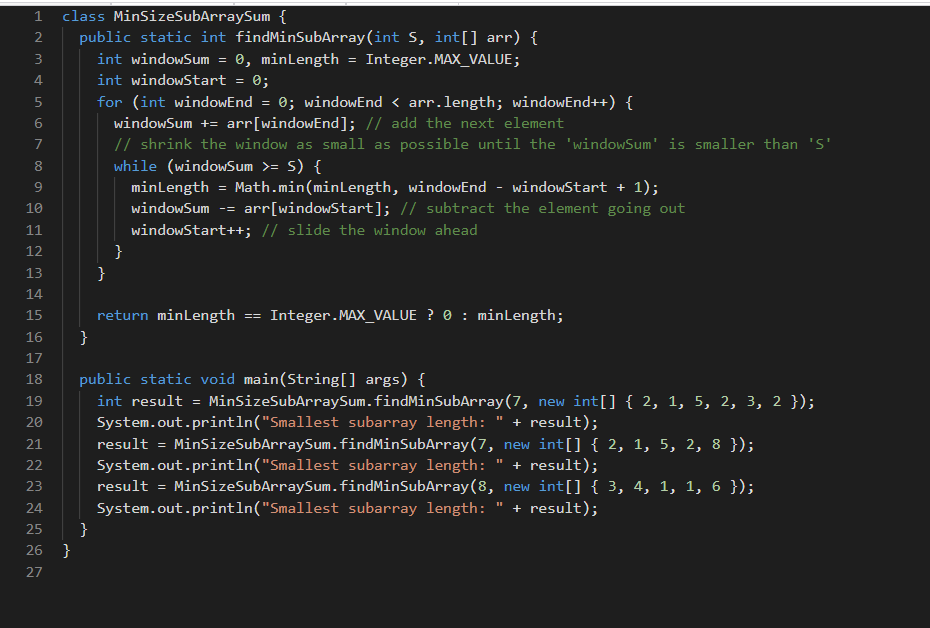 1 class MinSizeSubArraySum {
2 public static int findMinSubArray(int S, int[] arr) {
3 int windowSum = 0, minLength = Integer.MAX_VALUE;
4 int windowStart = 0;
5 for (int windowEnd = 0; windowEnd < arr.length; windowEnd++) {
6 windowSum += arr[windowEnd]; // add the next element
7 // shrink the window as small as possible until the 'windowSum' is smaller than 'S'
8 while (windowSum >= S) {
9 minLength = Math.min(minLength, windowEnd - windowStart + 1);
10 windowSum -= arr[windowStart]; // subtract the element going out
11 windowStart++; // slide the window ahead
12 }
13 }
14
15 return minLength == Integer.MAX_VALUE ? 0 : minLength;
16 }
17
18 public static void main(String[] args) {
19 int result = MinSizeSubArraySum.findMinSubArray(7, new int[] { 2, 1, 5, 2, 3, 2 });
20 System.out.println("Smallest subarray length: " + result);
21 result = MinSizeSubArraySum.findMinSubArray(7, new int[] { 2, 1, 5, 2, 8 });
22 System.out.println("Smallest subarray length: " + result);
23 result = MinSizeSubArraySum.findMinSubArray(8, new int[] { 3, 4, 1, 1, 6 });
24 System.out.println("Smallest subarray length: " + result);
25 }
26 }
27